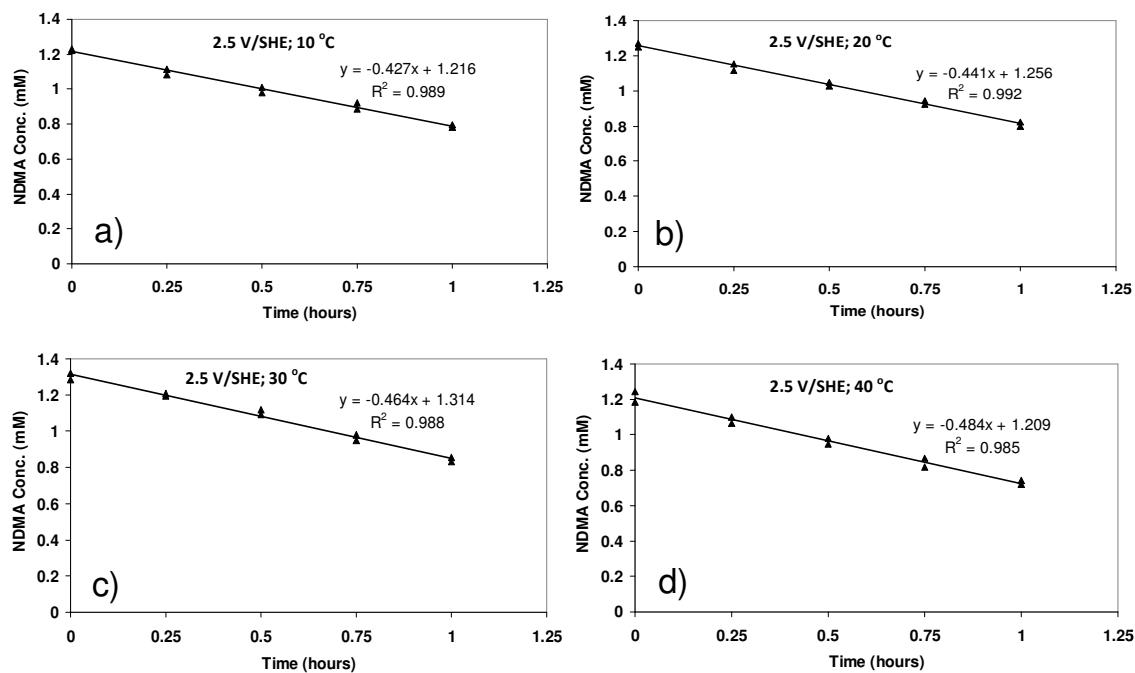 2.5 V/SHE; 10 °C
y = -0.427x + 1.216
R² = 0.989
1.4
1.2
1
0.8
0.6
0.4
0.2
0
NDMA Conc. (mM)
a)
0 0.25 0.5 0.75 1 1.25
Time (hours)
2.5 V/SHE; 20 °C
y = -0.441x + 1.256
R² = 0.992
1.4
1.2
1
0.8
0.6
0.4
0.2
0
NDMA Conc. (mM)
b)
0 0.25 0.5 0.75 1 1.25
Time (hours)
2.5 V/SHE; 30 °C
y = -0.464x + 1.314
R² = 0.988
1.4
1.2
1
0.8
0.6
0.4
0.2
0
NDMA Conc. (mM)
c)
0 0.25 0.5 0.75 1 1.25
Time (hours)
2.5 V/SHE; 40 °C
y = -0.484x + 1.209
R² = 0.985
1.4
1.2
1
0.8
0.6
0.4
0.2
0
NDMA Conc. (mM)
d)
0 0.25 0.5 0.75 1 1.25
Time (hours)